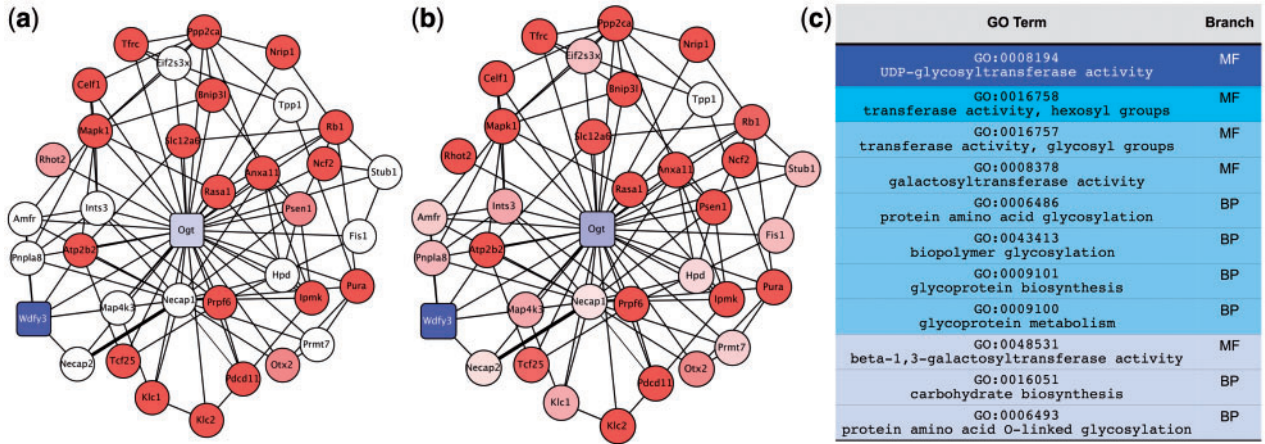 (a)
Ppp2ca
Tfrc
Nrip1
Eif2s3x
Celf1
Bnip3l
Tpp1
Mapk1
Rb1
Slc12a6
Rhot2
Anxa11
Ncf2
Stub1
Rasa1
Ints3
Psen1
Amfr
Ogt
Fis1
Atp2b2
Pnpla8
Hpd
Pura
Necap1
Prpf6
Ipmk
Map4k3
Wdfy3
Prmt7
Necap2
Tcf25
Otx2
Pdcd11
Klc1
Klc2
(b)
Ppp2ca
Tfrc
Nrip1
Eif2s3x
Celf1
Bnip3l
Tpp1
Mapk1
Rb1
Slc12a6
Rhot2
Anxa11
Ncf2
Stub1
Rasa1
Ints3
Psen1
Amfr
Ogt
Fis1
Atp2b2
Pnpla8
Hpd
Pura
Necap1
Prpf6
Ipmk
Map4k3
Wdfy3
Prmt7
Necap2
Tcf25
Otx2
Pdcd11
Klc1
Klc2
(c)
GO Term Branch
GO:0008194 MF
UDP-glycosyltransferase activity
GO:0016758 MF
transferase activity, hexosyl groups
GO:0016757 MF
transferase activity, glycosyl groups
GO:0008378 MF
galactosyltransferase activity
GO:0006486 BP
protein amino acid glycosylation
GO:0043413 BP
biopolymer glycosylation
GO:0009101 BP
glycoprotein biosynthesis
GO:0009100 BP
glycoprotein metabolism
GO:0048531 MF
beta-1,3-galactosyltransferase activity
GO:0016051 BP
carbohydrate biosynthesis
GO:0006493 BP
protein amino acid O-linked glycosylation